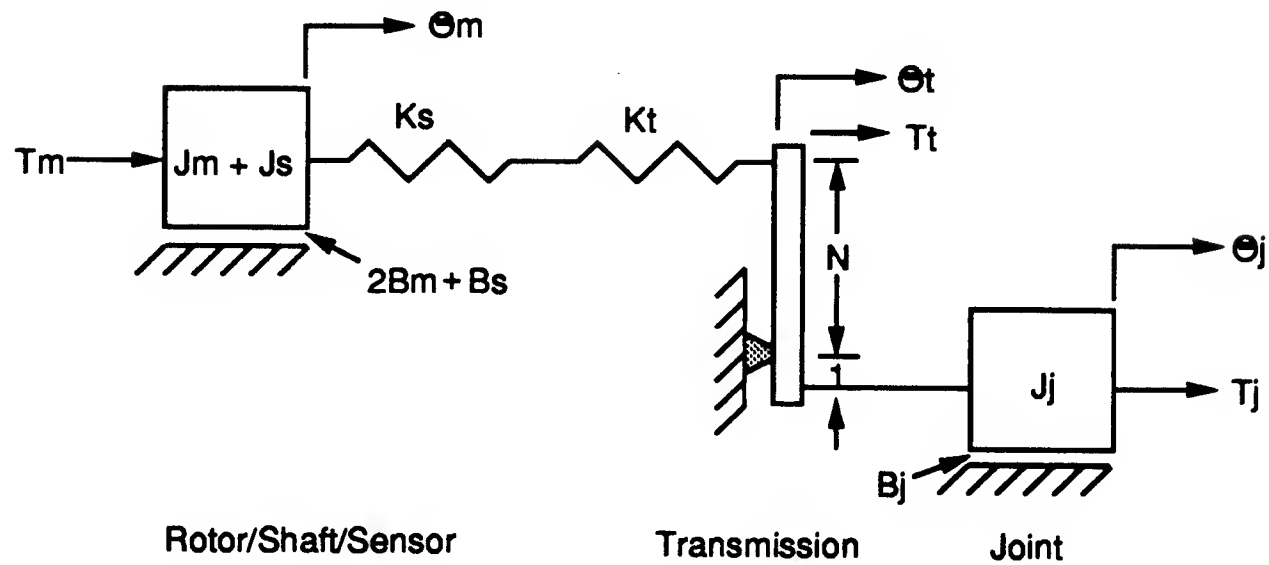 Θm
Θt
Ks
Kt
Tt
Tm
Jm + Js
N
Θj
2Bm + Bs
1
Jj
Tj
Bj
Rotor/Shaft/Sensor
Transmission
Joint